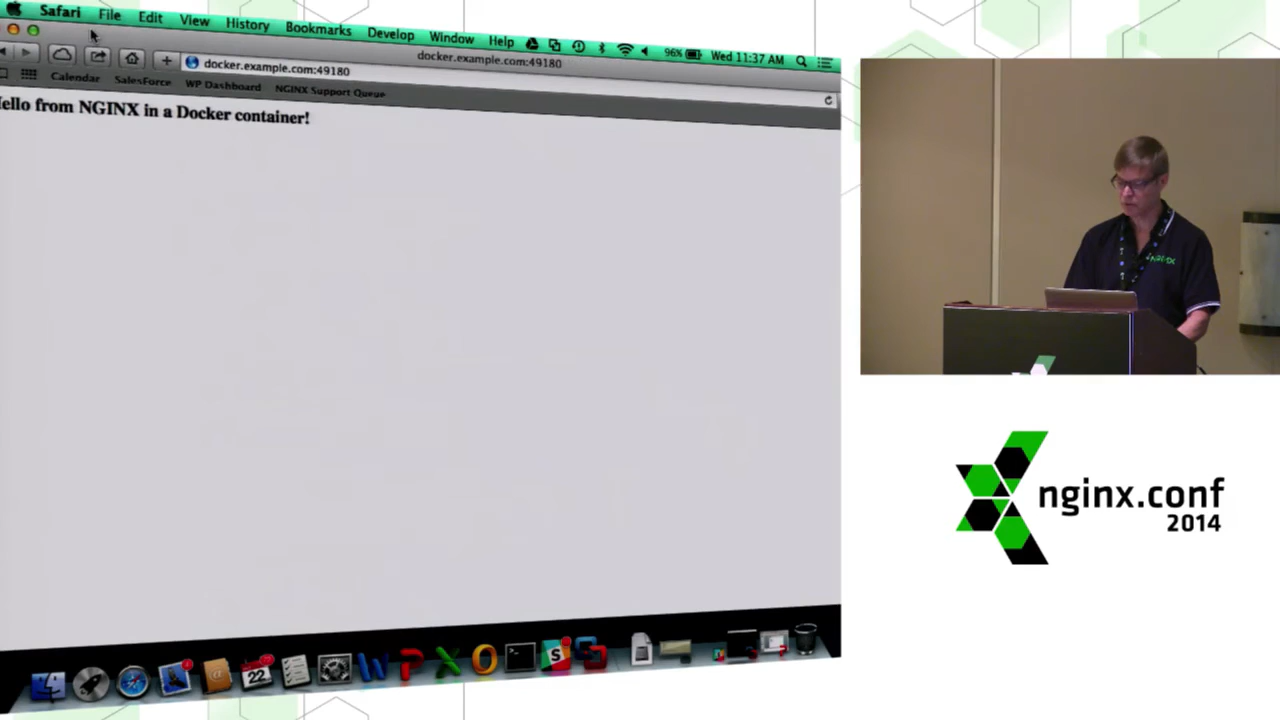 Safari File Edit View History Bookmarks Develop Window Help 96% Wed 11:37 AM
docker.example.com:49180
docker.example.com:49180
Calendar SalesForce WP Dashboard NGINX Support Queue
ello from NGINX in a Docker container!
NGINX
22
W P X O S
nginx.conf
2014